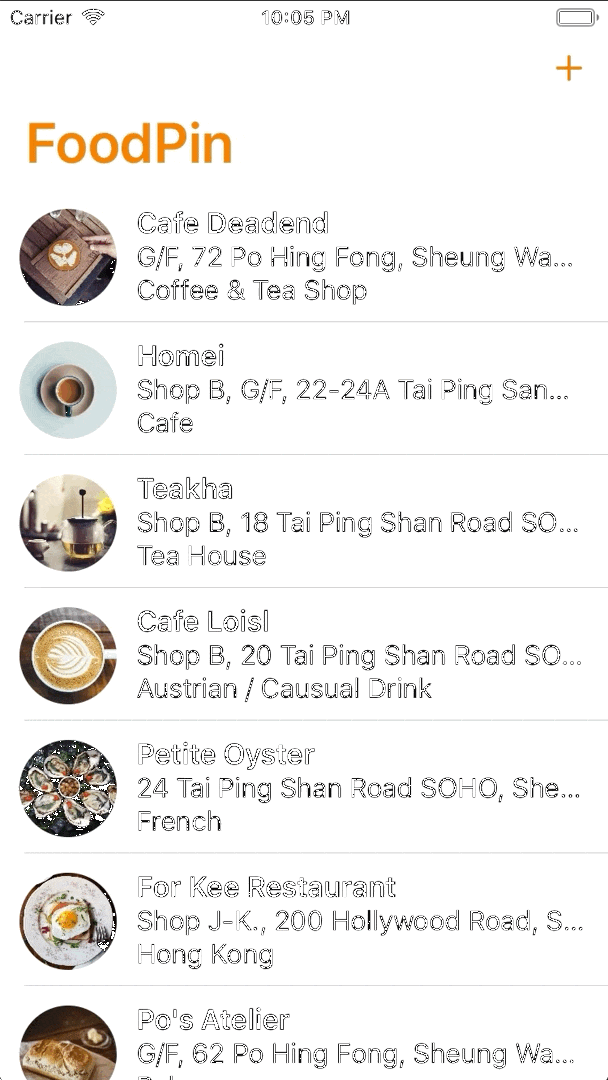 Carrier 10:05 PM
+
FoodPin
Cafe Deadend
G/F, 72 Po Hing Fong, Sheung Wa...
Coffee & Tea Shop
Homei
Shop B, G/F, 22-24A Tai Ping San...
Cafe
Teakha
Shop B, 18 Tai Ping Shan Road SO...
Tea House
Cafe Loisl
Shop B, 20 Tai Ping Shan Road SO...
Austrian / Causual Drink
Petite Oyster
24 Tai Ping Shan Road SOHO, She...
French
For Kee Restaurant
Shop J-K., 200 Hollywood Road, S...
Hong Kong
Po's Atelier
G/F, 62 Po Hing Fong, Sheung Wa...